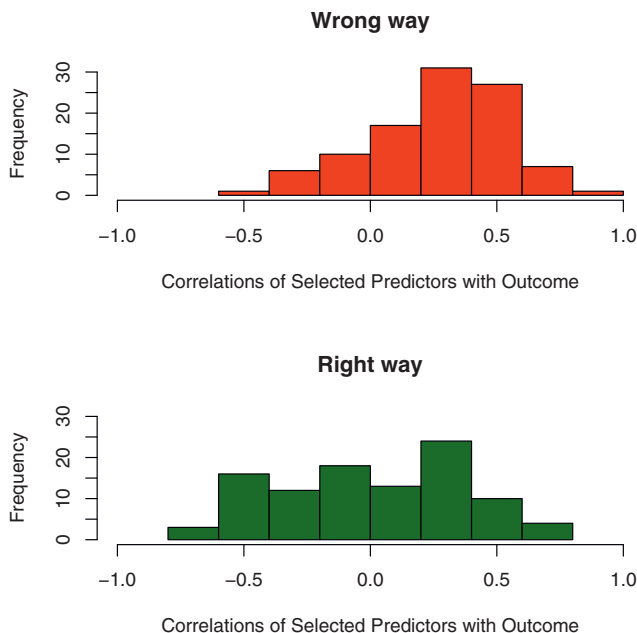 Wrong way
Frequency
30
20
10
0
−1.0 −0.5 0.0 0.5 1.0
Correlations of Selected Predictors with Outcome
Right way
Frequency
30
20
10
0
−1.0 −0.5 0.0 0.5 1.0
Correlations of Selected Predictors with Outcome